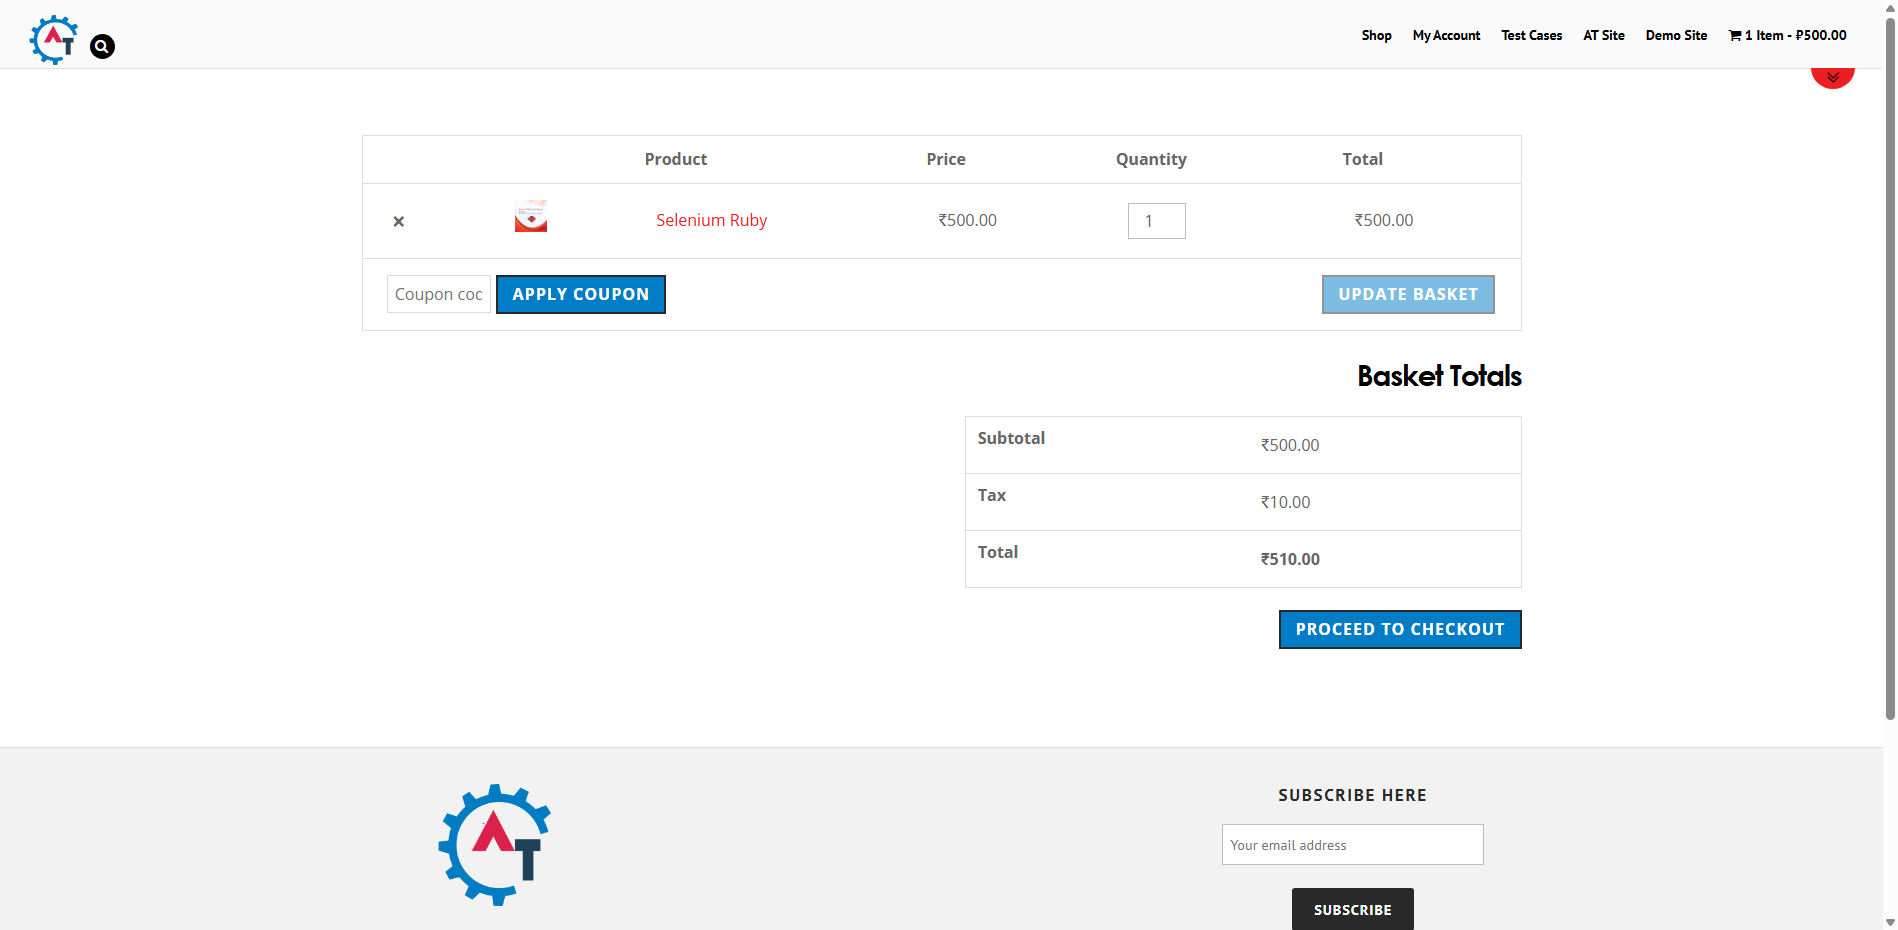 AT
Shop My Account Test Cases AT Site Demo Site 1 Item - ₽500.00
Product Price Quantity Total
× Selenium Ruby ₹500.00 1 ₹500.00
Coupon coc APPLY COUPON UPDATE BASKET
Basket Totals
Subtotal ₹500.00
Tax ₹10.00
Total ₹510.00
PROCEED TO CHECKOUT
AT
SUBSCRIBE HERE
Your email address
SUBSCRIBE